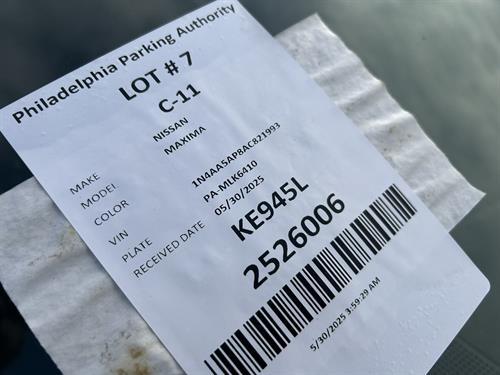 Philadelphia Parking Authority
LOT # 7
C-11
MAKE NISSAN
MODEL MAXIMA
COLOR
VIN 1N4AA5AP8AC821993
PLATE PA-MLK6410
RECEIVED DATE 05/30/2025
KE945L
2526006
5/30/2025 3:59:29 AM